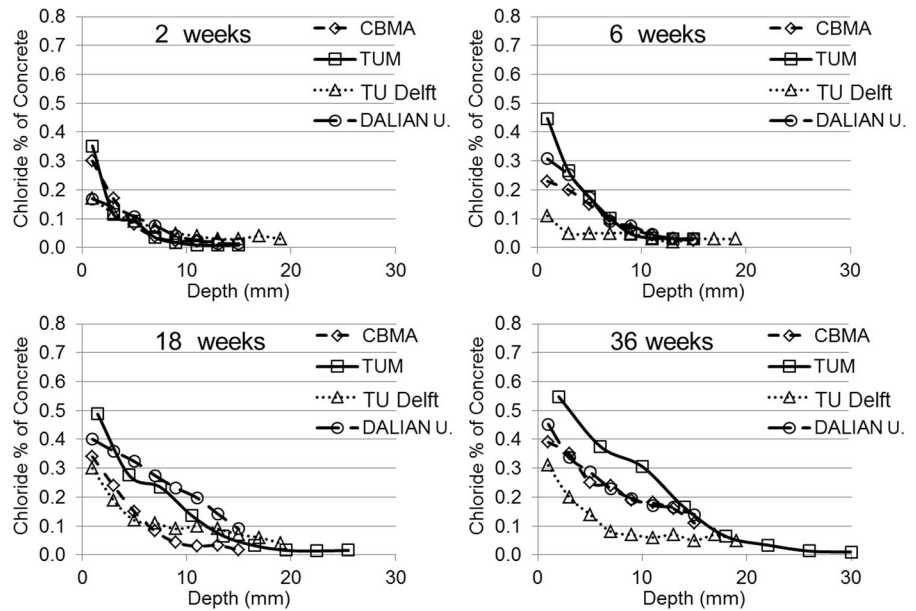 2 weeks
Chloride % of Concrete
0.8
0.7
0.6
0.5
0.4
0.3
0.2
0.1
0.0
0
10
20
30
Depth (mm)
CBMA
TUM
TU Delft
DALIAN U.
6 weeks
Chloride % of Concrete
0.8
0.7
0.6
0.5
0.4
0.3
0.2
0.1
0.0
0
10
20
30
Depth (mm)
CBMA
TUM
TU Delft
DALIAN U.
18 weeks
Chloride % of Concrete
0.8
0.7
0.6
0.5
0.4
0.3
0.2
0.1
0.0
0
10
20
30
Depth (mm)
CBMA
TUM
TU Delft
DALIAN U.
36 weeks
Chloride % of Concrete
0.8
0.7
0.6
0.5
0.4
0.3
0.2
0.1
0.0
0
10
20
30
Depth (mm)
CBMA
TUM
TU Delft
DALIAN U.